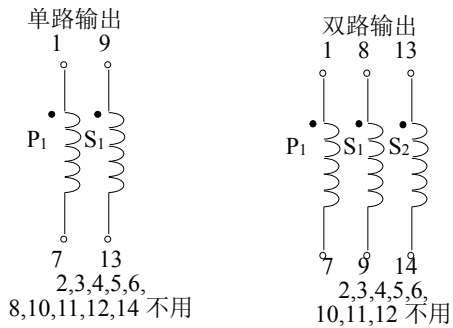 单路输出
1 9
P1 S1
7 13
2,3,4,5,6,
8,10,11,12,14 不用
双路输出
1 8 13
P1 S1 S2
7 9 14
2,3,4,5,6,
10,11,12 不用